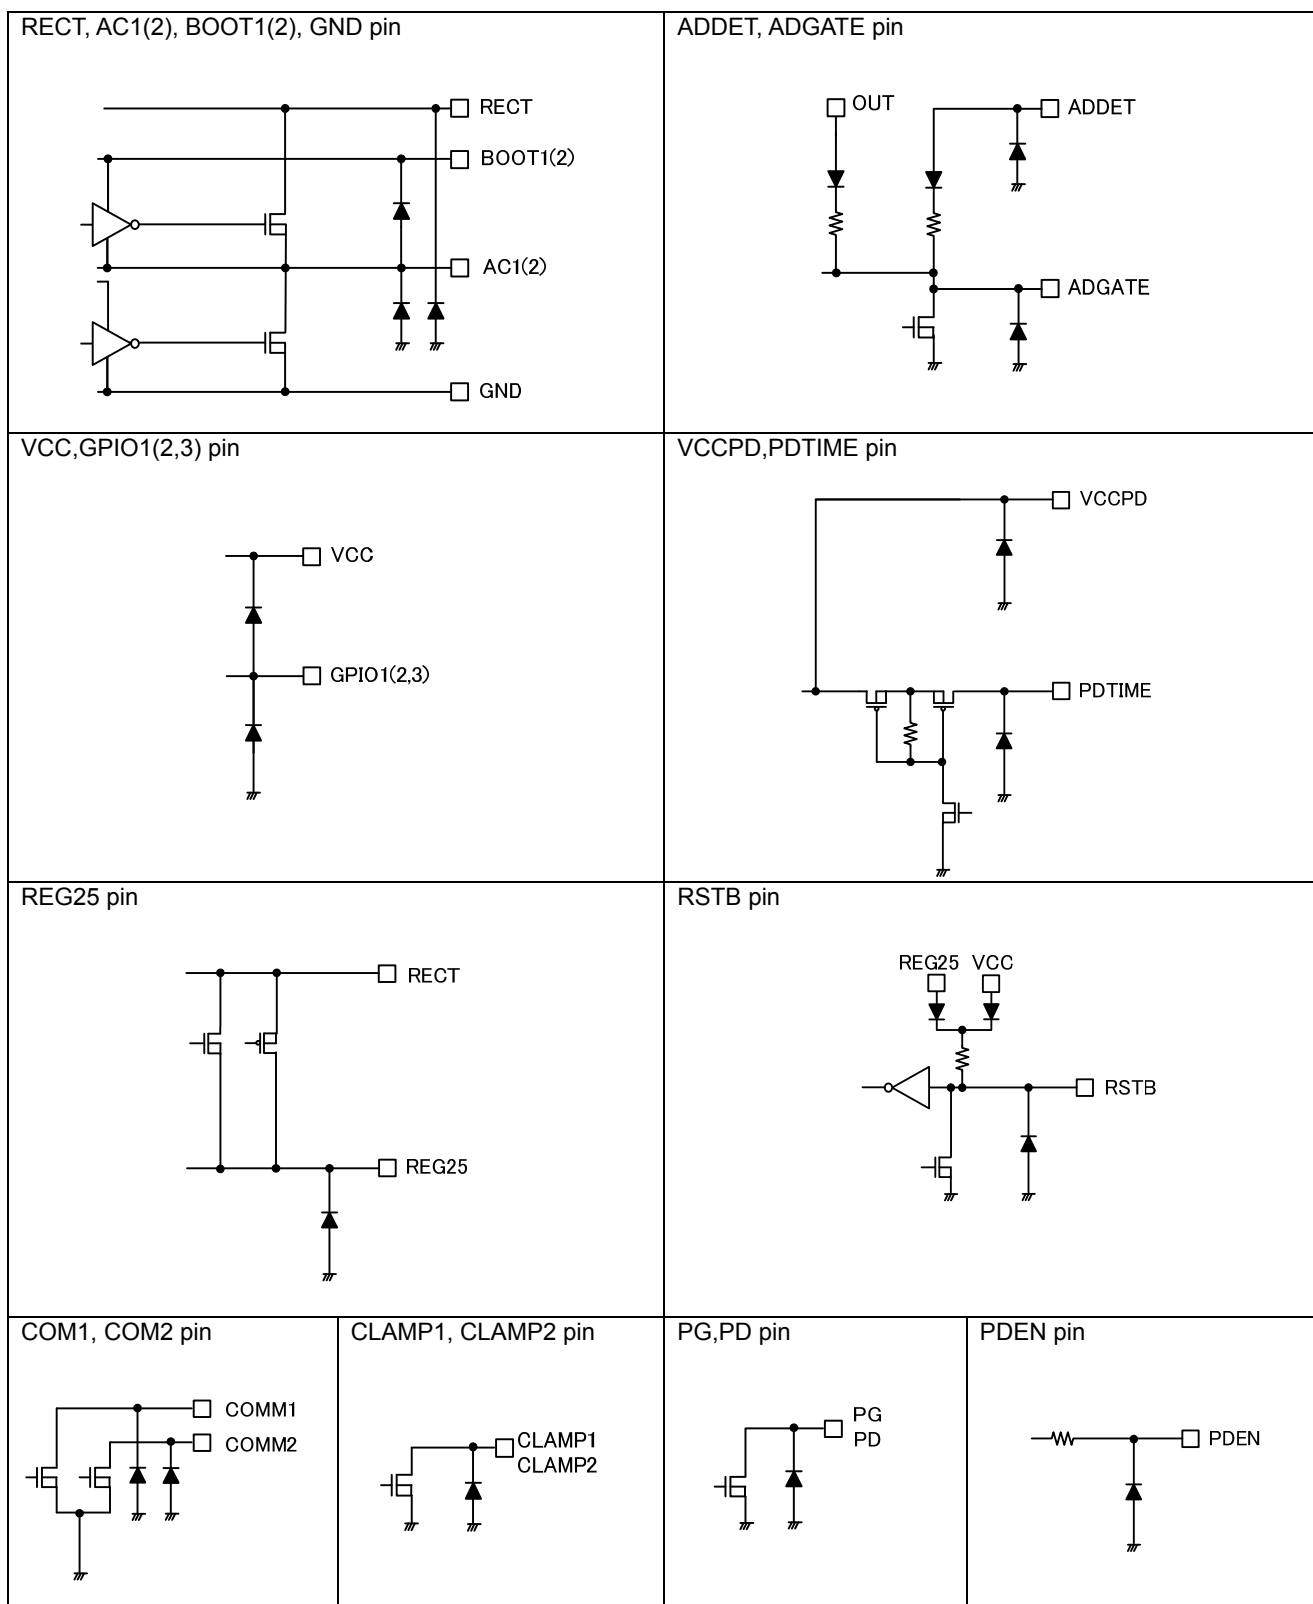 RECT, AC1(2), BOOT1(2), GND pin
RECT
BOOT1(2)
AC1(2)
GND
ADDET, ADGATE pin
OUT
ADDET
ADGATE
VCC,GPIO1(2,3) pin
VCC
GPIO1(2,3)
VCCPD,PDTIME pin
VCCPD
PDTIME
REG25 pin
RECT
REG25
RSTB pin
REG25 VCC
RSTB
COM1, COM2 pin
COMM1
COMM2
CLAMP1, CLAMP2 pin
CLAMP1
CLAMP2
PG,PD pin
PG
PD
PDEN pin
PDEN